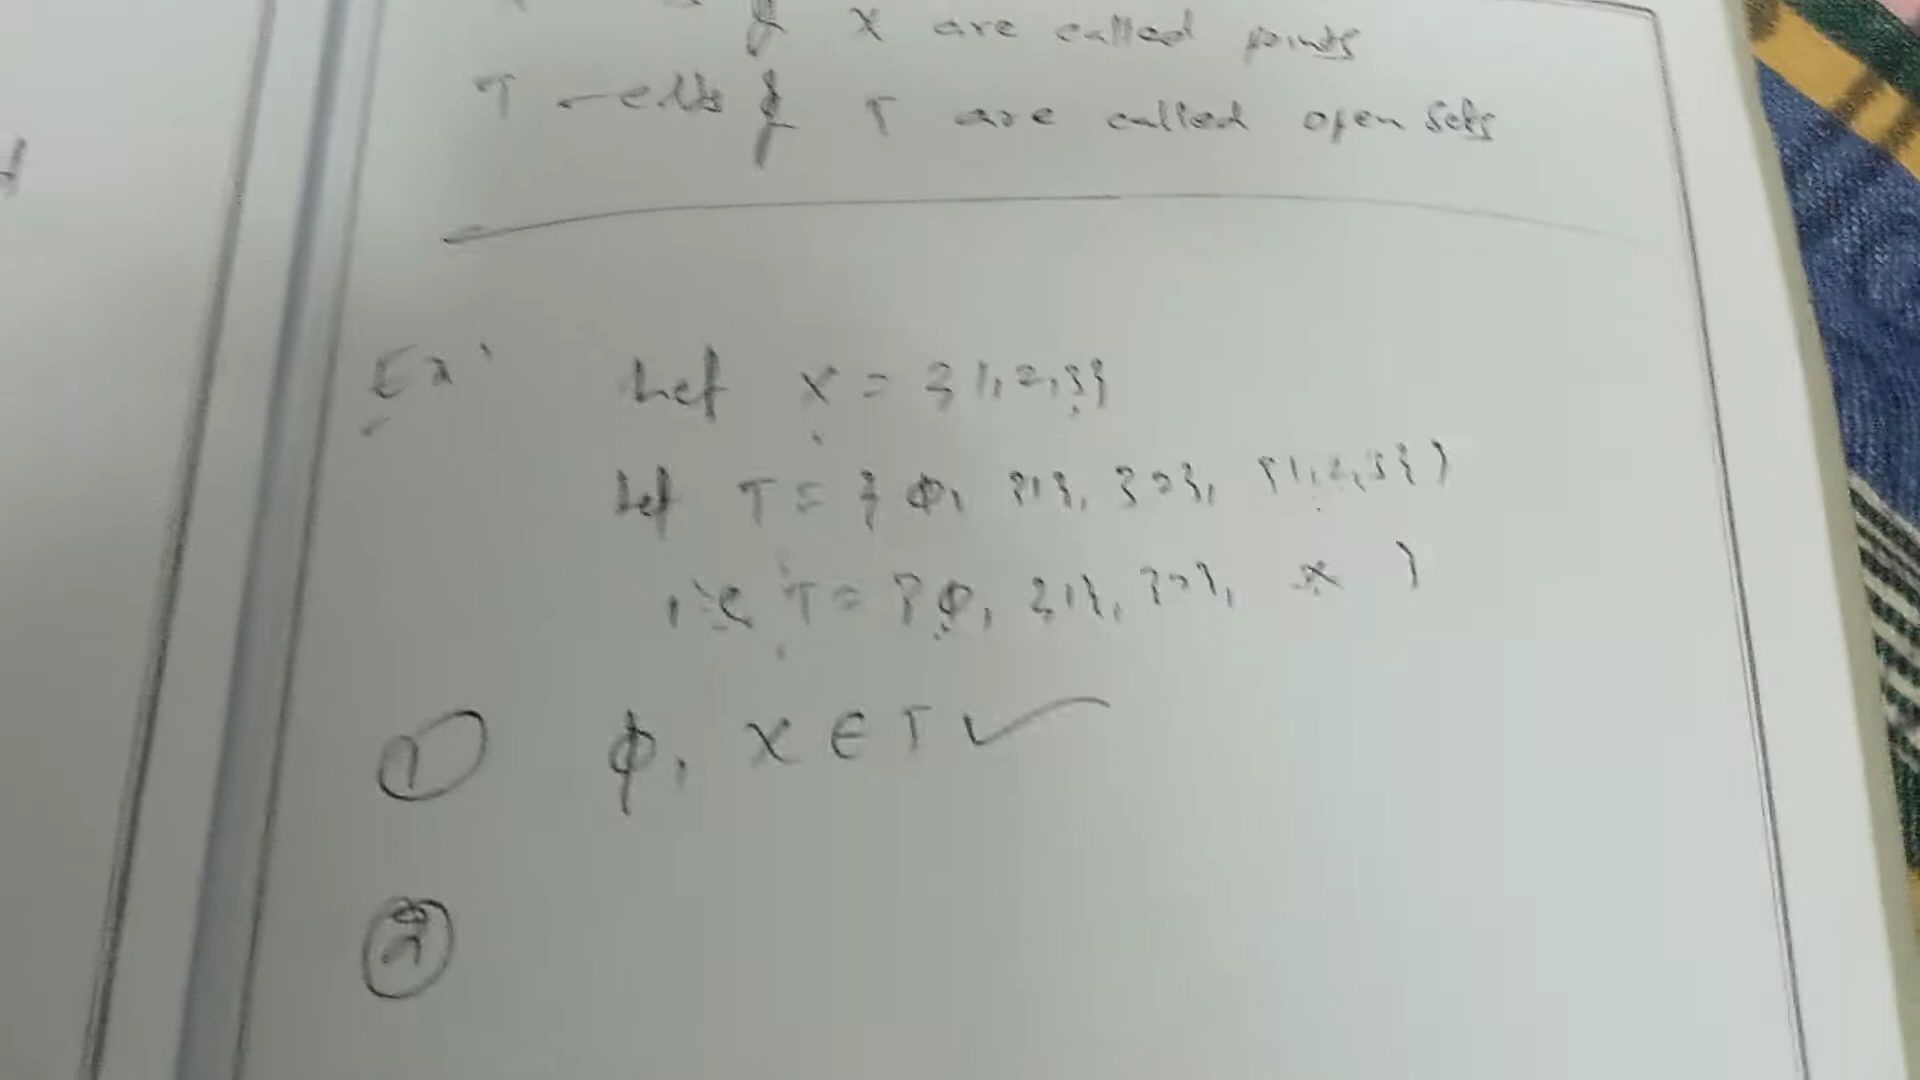 X are called points
T - elts of T are called open sets
Ex: Let X = {1,2,3}
Let T = { φ, {1}, {2}, {1,2,3} }
i.e T = { φ, {1}, {2}, X }
① φ, X ∈ T ✓
②